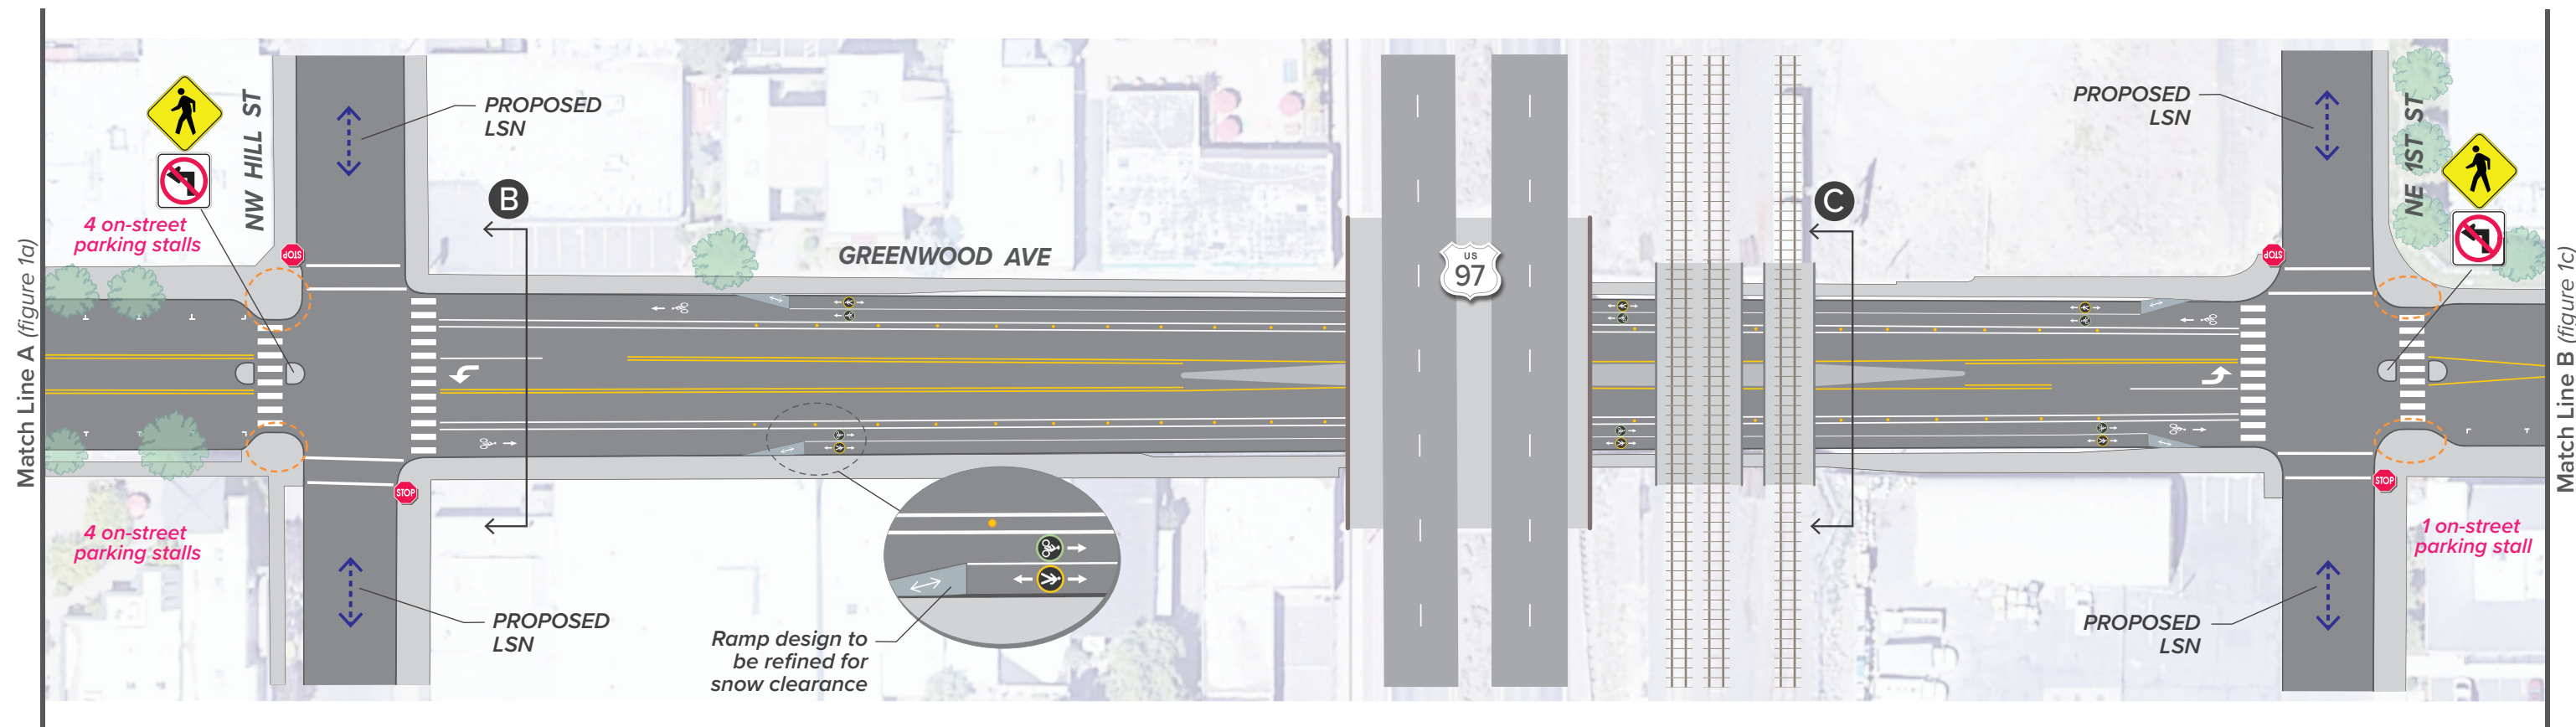 Match Line A (figure 1a)
NW HILL ST
4 on-street
parking stalls
STOP
PROPOSED
LSN
B
GREENWOOD AVE
US
97
C
PROPOSED
LSN
NE 1ST ST
STOP
4 on-street
parking stalls
STOP
PROPOSED
LSN
Ramp design to
be refined for
snow clearance
STOP
1 on-street
parking stall
PROPOSED
LSN
Match Line B (figure 1c)